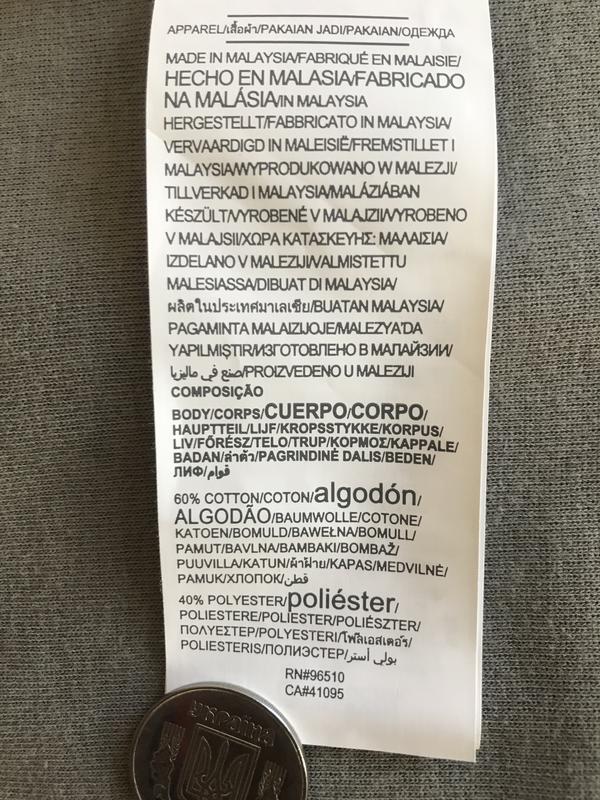 APPAREL/เสื้อผ้า/PAKAIAN JADI/PAKAIAN/ОДЕЖДА
MADE IN MALAYSIA/FABRIQUÉ EN MALAISIE/
HECHO EN MALASIA/FABRICADO
NA MALÁSIA/IN MALAYSIA
HERGESTELLT/FABBRICATO IN MALAYSIA/
VERVAARDIGD IN MALEISIË/FREMSTILLET I
MALAYSIA/WYPRODUKOWANO W MALEZJI/
TILLVERKAD I MALAYSIA/MALÁZIÁBAN
KÉSZÜLT/VYROBENÉ V MALAJZII/VYROBENO
V MALAJSII/ΧΩΡΑ ΚΑΤΑΣΚΕΥΗΣ: ΜΑΛΑΙΣΙΑ/
IZDELANO V MALEZIJI/VALMISTETTU
MALESIASSA/DIBUAT DI MALAYSIA/
ผลิตในประเทศมาเลเซีย/BUATAN MALAYSIA/
PAGAMINTA MALAIZIJOJE/MALEZYA'DA
YAPILMIŞTIR/ИЗГОТОВЛЕНО В МАЛАЙЗИИ/
صنع في ماليزيا/PROIZVEDENO U MALEZIJI
COMPOSIÇÃO
BODY/CORPS/CUERPO/CORPO/
HAUPTTEIL/LIJF/KROPSSTYKKE/KORPUS/
LIV/FŐRÉSZ/TELO/TRUP/ΚΟΡΜΟΣ/KAPPALE/
BADAN/ลำตัว/PAGRINDINĖ DALIS/BEDEN/
ЛИФ/قوام
60% COTTON/COTON/algodón/
ALGODÃO/BAUMWOLLE/COTONE/
KATOEN/BOMULD/BAWEŁNA/BOMULL/
PAMUT/BAVLNA/BAMBAKI/BOMBAŽ/
PUUVILLA/KATUN/ผ้าฝ้าย/KAPAS/MEDVILNĖ/
PAMUK/ХЛОПОК/قطن
40% POLYESTER/poliéster/
POLIESTERE/POLIESTER/POLIÉSZTER/
ΠΟΛΥΕΣΤΕΡ/POLYESTERI/โพลิเอสเตอร์/
POLIESTERIS/ПОЛИЭСТЕР/بولي أستر
RN#96510
CA#41095
УКРАЇНА